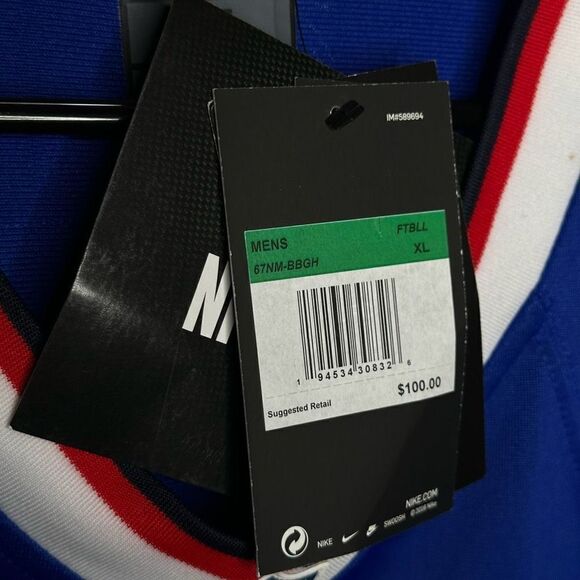 IM#589694
MENS FTBLL
67NM-BBGH XL
1 94534 30832 6
Suggested Retail $100.00
NIKE.COM
NIKE SWOOSH © 2018 Nike